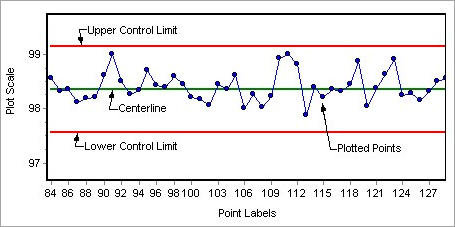 Upper Control Limit
99
Plot Scale
98
Centerline
Lower Control Limit
Plotted Points
97
84 86 88 90 92 94 96 98 100 103 106 109 112 115 118 121 124 127
Point Labels